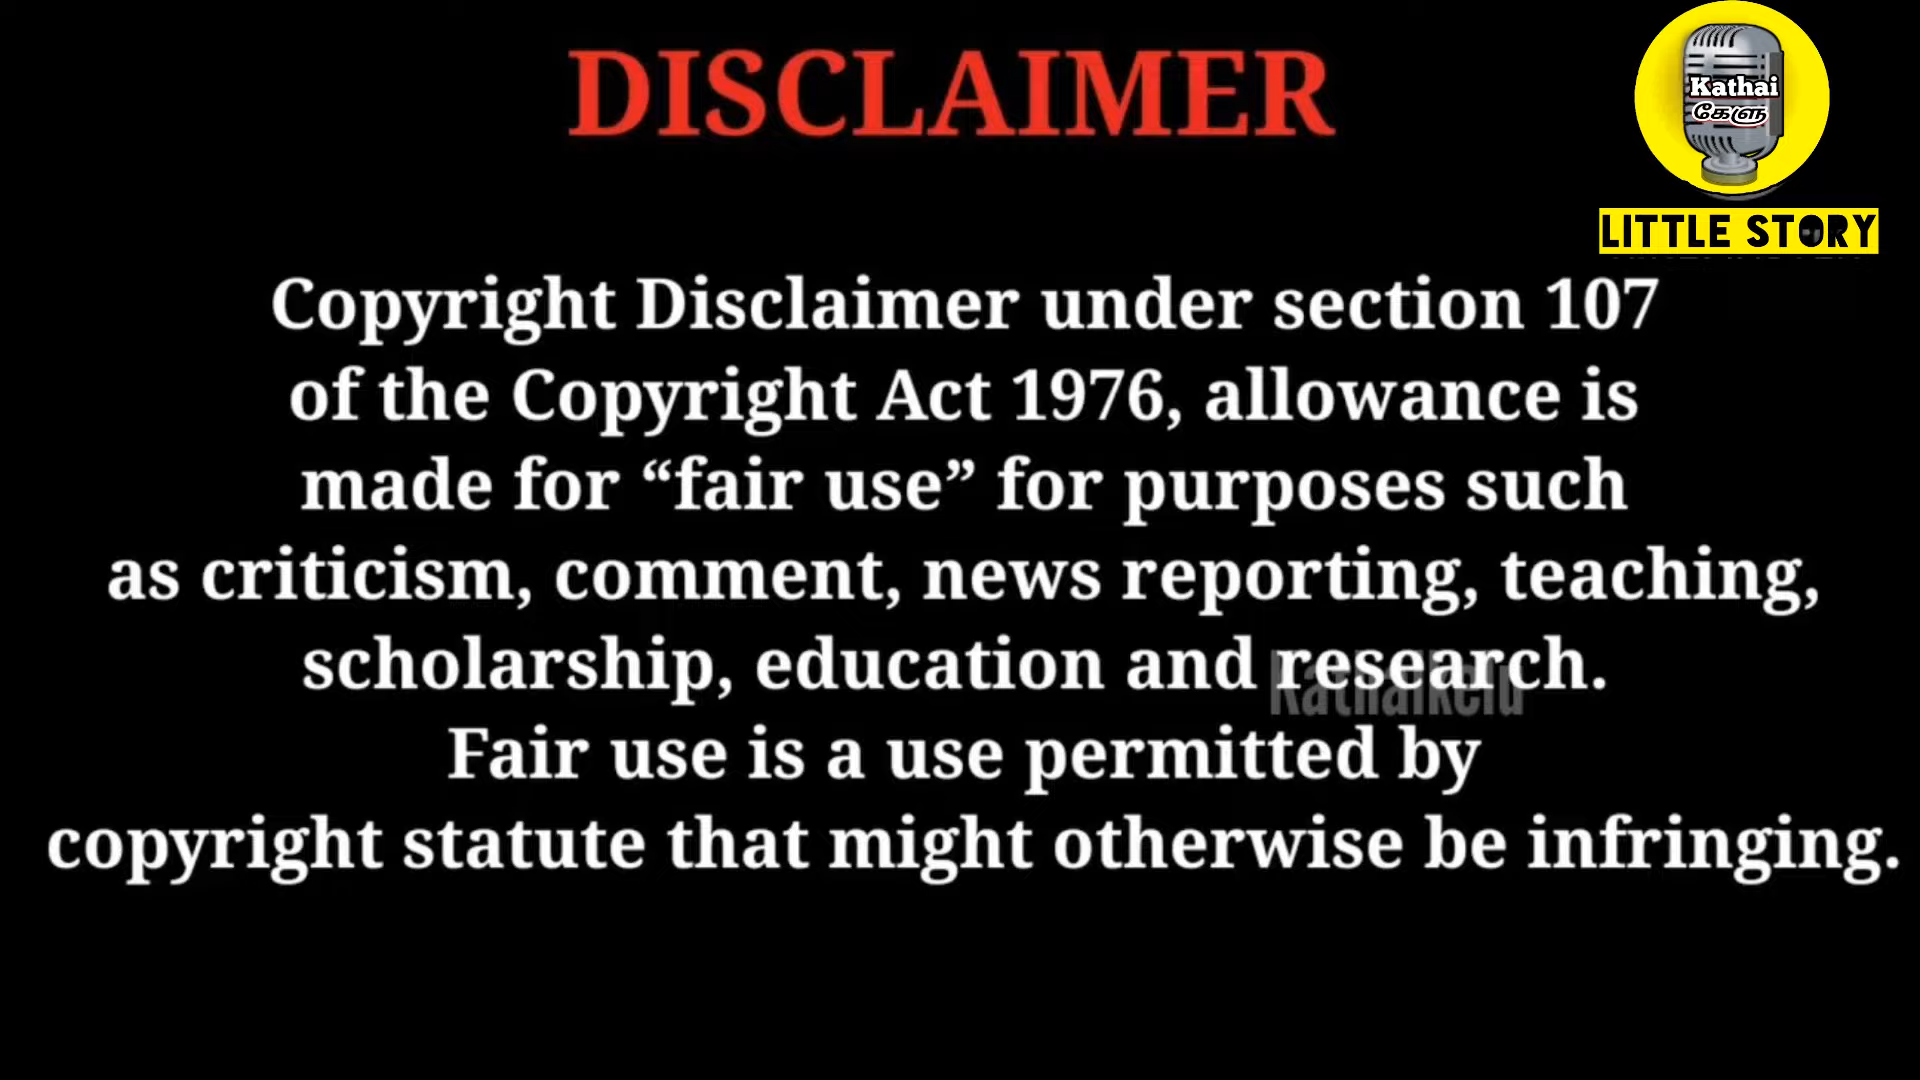 DISCLAIMER
Kathai
கேளு
LITTLE STORY
Copyright Disclaimer under section 107
of the Copyright Act 1976, allowance is
made for “fair use” for purposes such
as criticism, comment, news reporting, teaching,
scholarship, education and research.
Kathaikelu
Fair use is a use permitted by
copyright statute that might otherwise be infringing.